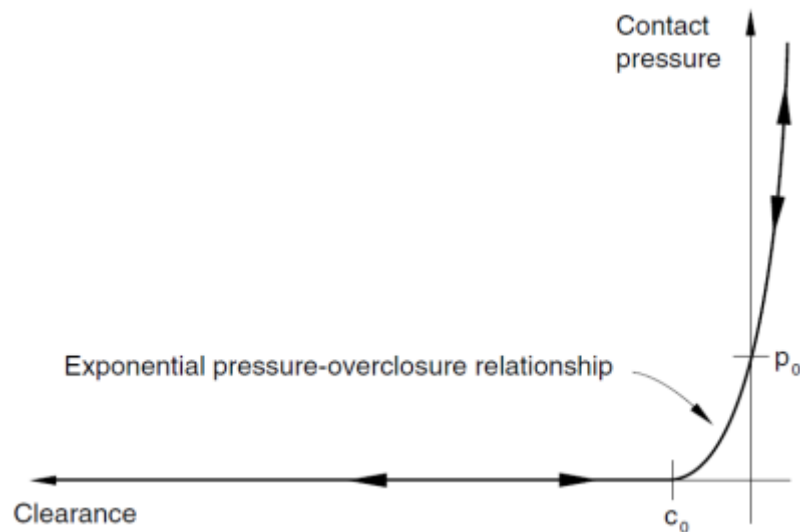 Contact
pressure
p₀
Exponential pressure-overclosure relationship
Clearance
c₀